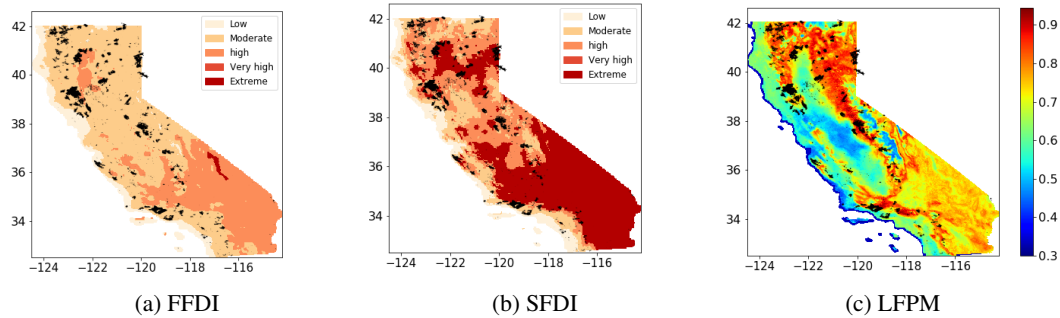 42
40
38
36
34
−124
−122
−120
−118
−116
Low
Moderate
high
Very high
Extreme
(a) FFDI
42
40
38
36
34
−124
−122
−120
−118
−116
Low
Moderate
high
Very high
Extreme
(b) SFDI
42
40
38
36
34
−124
−122
−120
−118
−116
0.9
0.8
0.7
0.6
0.5
0.4
0.3
(c) LFPM